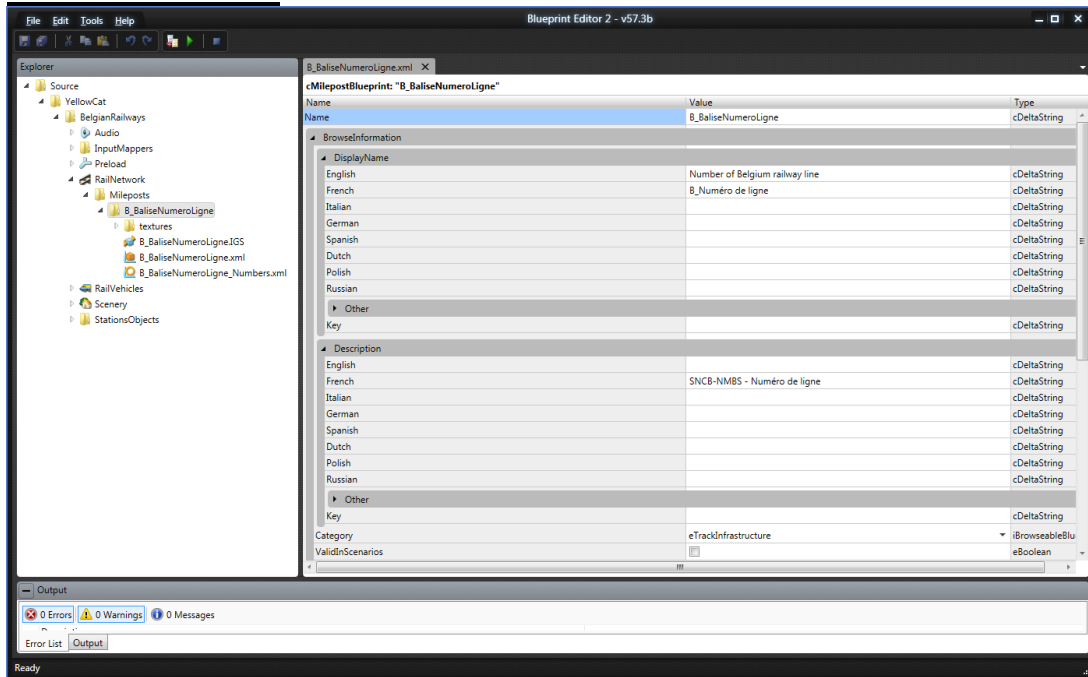 Blueprint Editor 2 - v57.3b
File Edit Tools Help
Explorer
Source
YellowCat
BelgianRailways
Audio
InputMappers
Preload
RailNetwork
Mileposts
B_BaliseNumeroLigne
textures
B_BaliseNumeroLigne.IGS
B_BaliseNumeroLigne.xml
B_BaliseNumeroLigne_Numbers.xml
RailVehicles
Scenery
StationsObjects
B_BaliseNumeroLigne.xml
cMilepostBlueprint: "B_BaliseNumeroLigne"
Name Value Type
Name B_BaliseNumeroLigne cDeltaString
BrowseInformation
DisplayName
English Number of Belgium railway line cDeltaString
French B_Numéro de ligne cDeltaString
Italian cDeltaString
German cDeltaString
Spanish cDeltaString
Dutch cDeltaString
Polish cDeltaString
Russian cDeltaString
Other
Key cDeltaString
Description
English cDeltaString
French SNCB-NMBS - Numéro de ligne cDeltaString
Italian cDeltaString
German cDeltaString
Spanish cDeltaString
Dutch cDeltaString
Polish cDeltaString
Russian cDeltaString
Other
Key cDeltaString
Category eTrackInfrastructure iBrowseableBlu
ValidInScenarios eBoolean
Output
0 Errors 0 Warnings 0 Messages
Error List Output
Ready